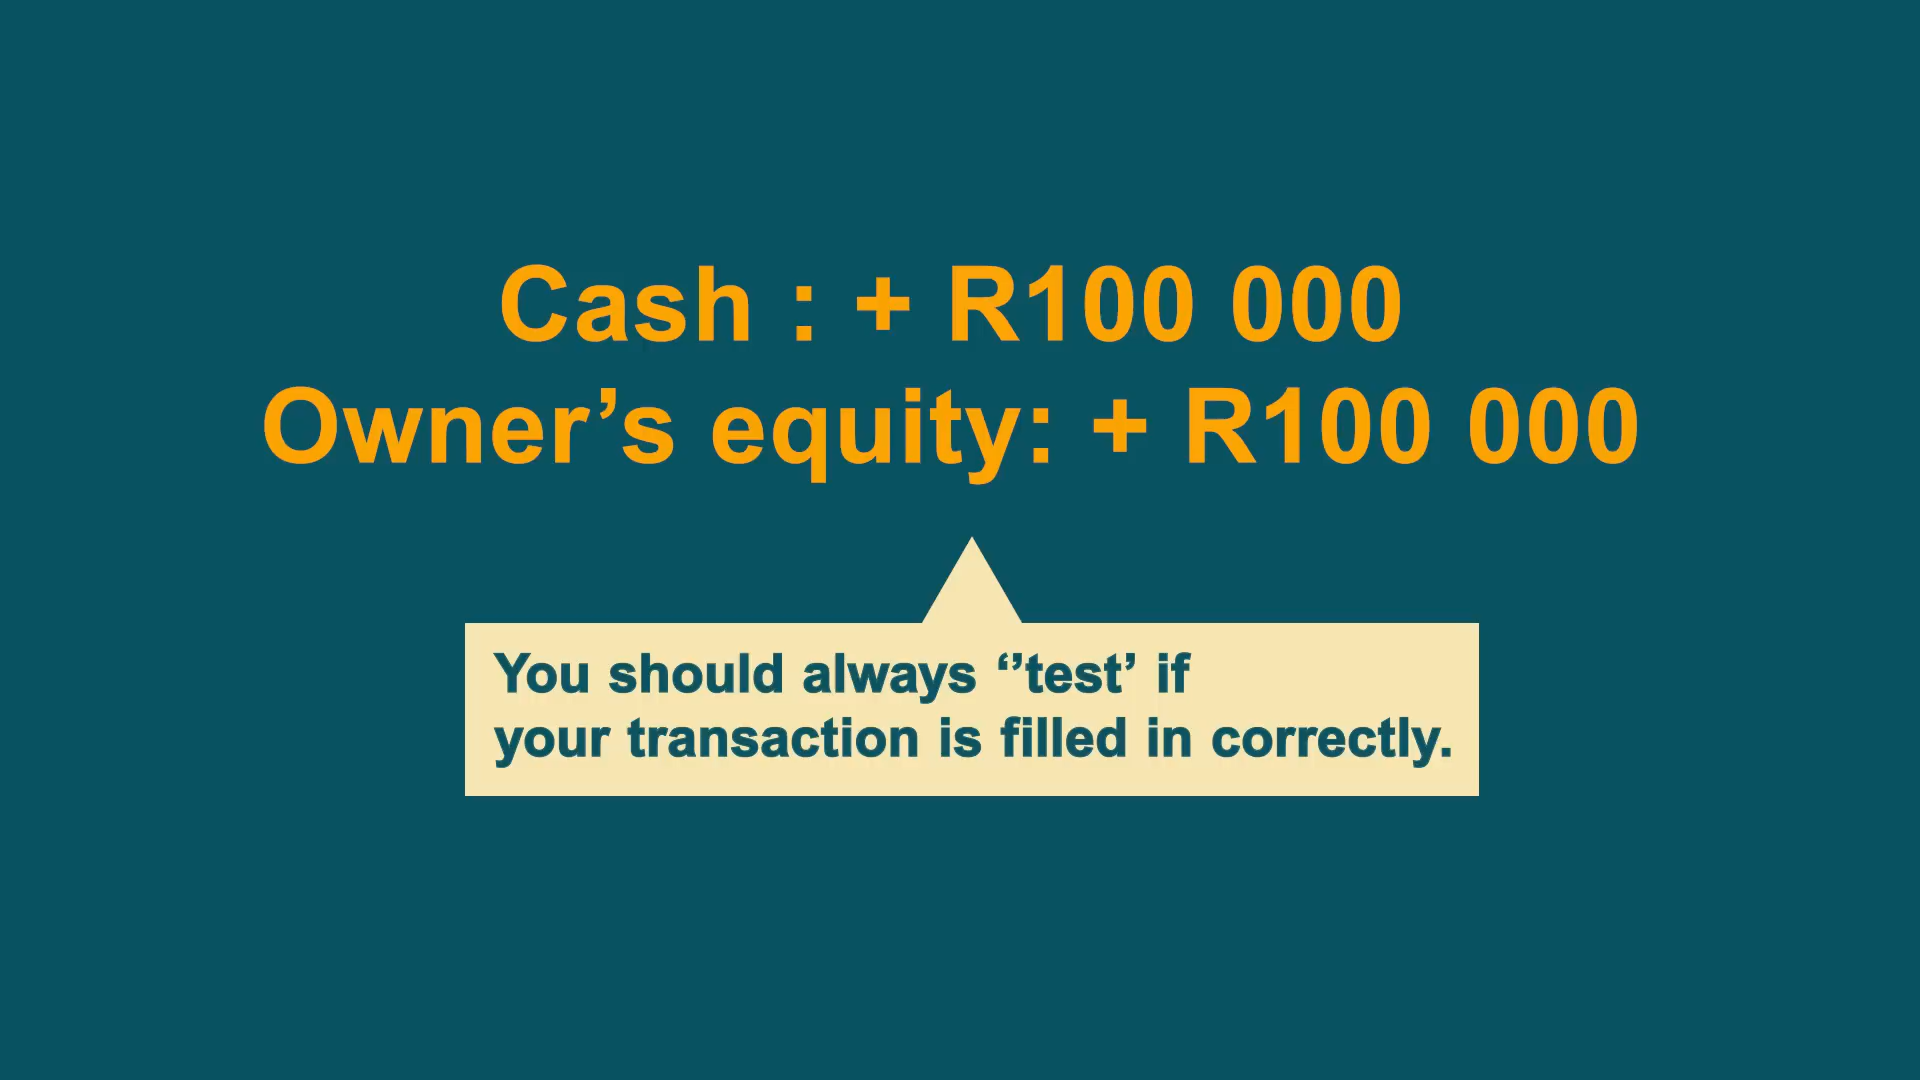 Cash : + R100 000
Owner’s equity: + R100 000
You should always ‘’test’ if
your transaction is filled in correctly.